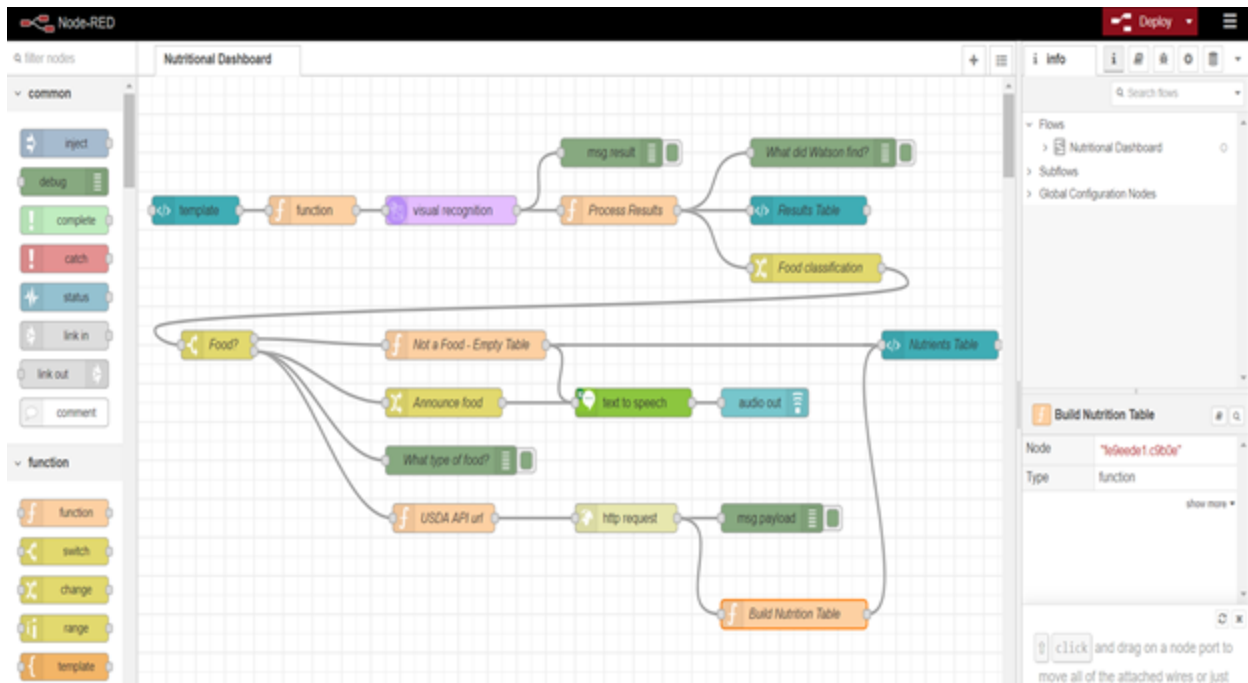 Node-RED
Deploy
filter nodes
Nutritional Dashboard
info
i
common
Search flows
inject
debug
complete
catch
status
link in
link out
comment
function
function
switch
change
range
template
msg.result
What did Watson find?
template
function
visual recognition
Process Results
Results Table
Food classification
Food?
Not a Food - Empty Table
Nutrients Table
Announce food
text to speech
audio out
What type of food?
USDA API url
http request
msg.payload
Build Nutrition Table
Flows
Nutritional Dashboard
Subflows
Global Configuration Nodes
Build Nutrition Table
Node "fe9eede1.c9b0e"
Type function
show more
click and drag on a node port to
move all of the attached wires or just